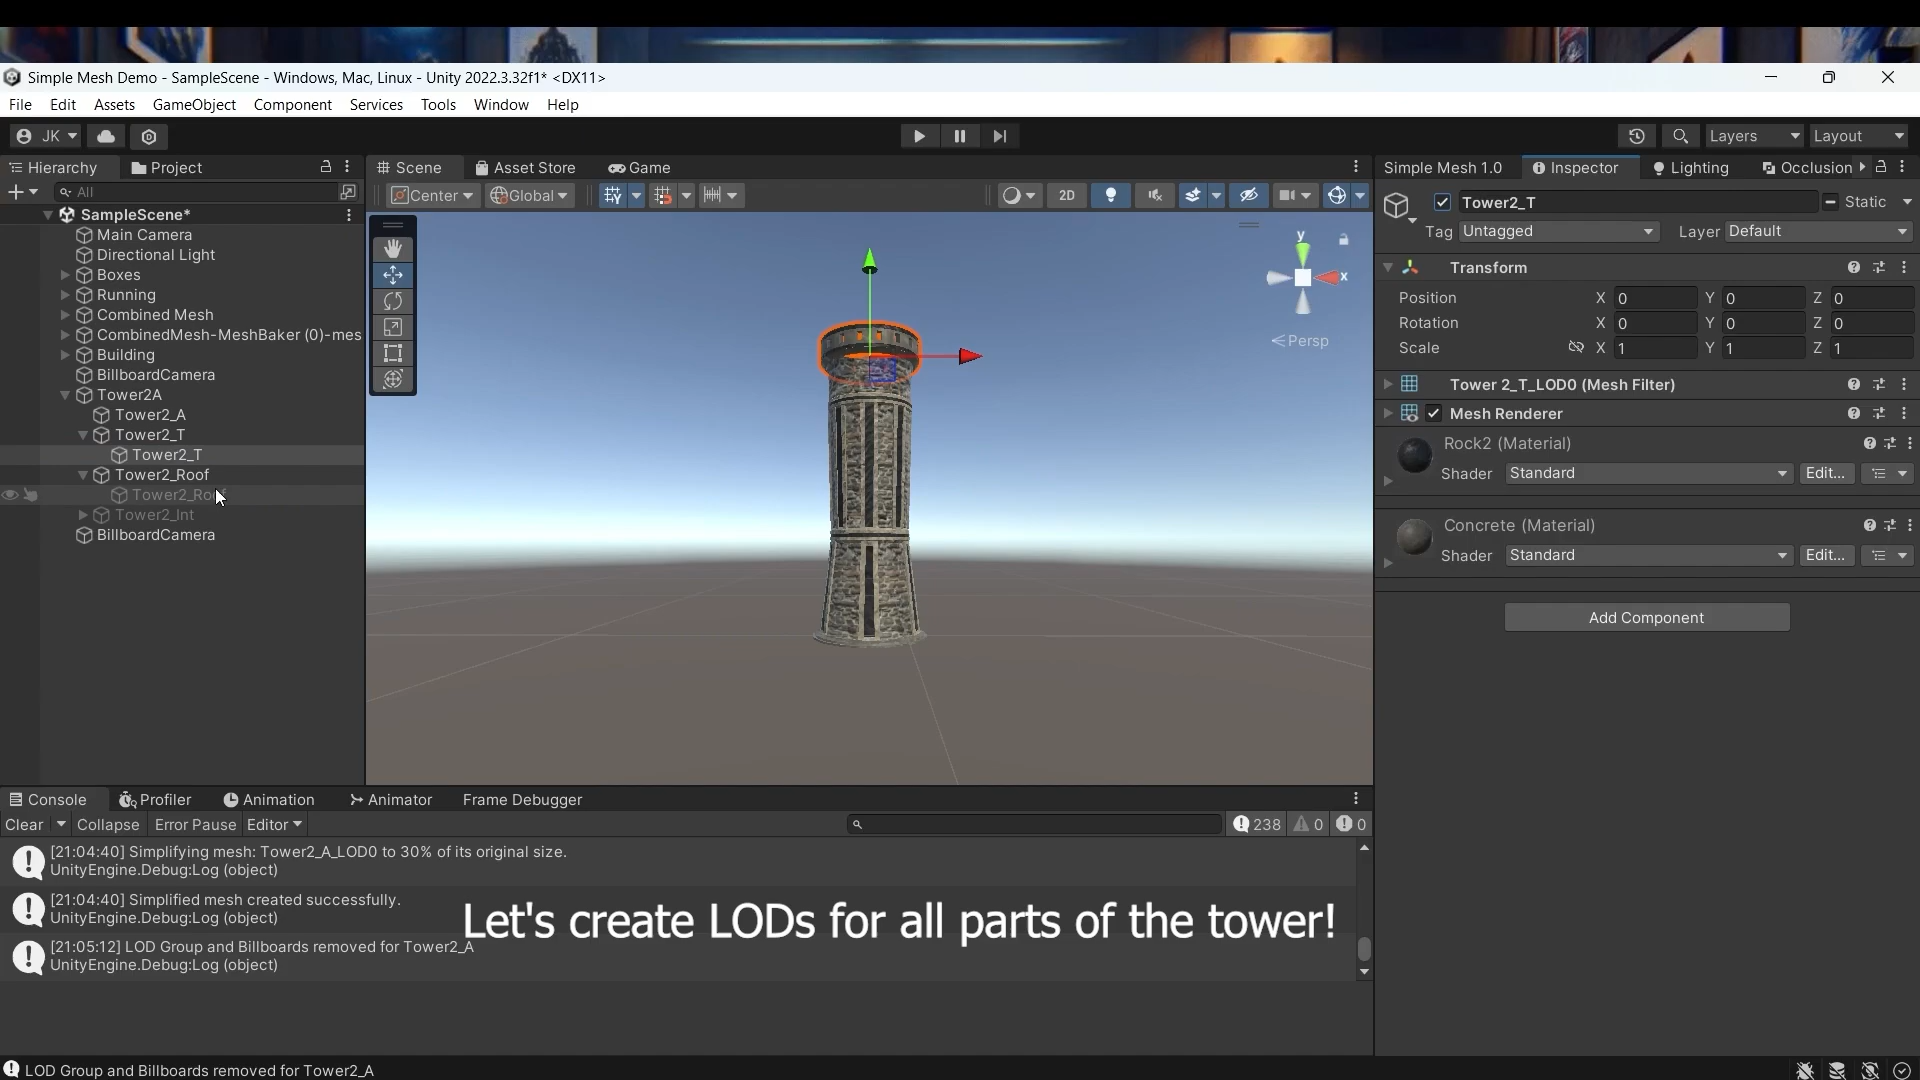 Simple Mesh Demo - SampleScene - Windows, Mac, Linux - Unity 2022.3.32f1* <DX11>
File Edit Assets GameObject Component Services Tools Window Help
JK Layers Layout
Hierarchy Project Scene Asset Store Game Simple Mesh 1.0 Inspector Lighting Occlusion
All Center Global 2D
SampleScene*
Main Camera
Directional Light
Boxes
Running
Combined Mesh
CombinedMesh-MeshBaker (0)-mes
Building
BillboardCamera
Tower2A
Tower2_A
Tower2_T
Tower2_T
Tower2_Roof
Tower2_Roof
Tower2_Int
BillboardCamera
y
x
Persp
Tower2_T Static
Tag Untagged Layer Default
Transform
Position X 0 Y 0 Z 0
Rotation X 0 Y 0 Z 0
Scale X 1 Y 1 Z 1
Tower 2_T_LOD0 (Mesh Filter)
Mesh Renderer
Rock2 (Material)
Shader Standard Edit...
Concrete (Material)
Shader Standard Edit...
Add Component
Console Profiler Animation Animator Frame Debugger
Clear Collapse Error Pause Editor 238 0 0
[21:04:40] Simplifying mesh: Tower2_A_LOD0 to 30% of its original size.
UnityEngine.Debug:Log (object)
[21:04:40] Simplified mesh created successfully.
UnityEngine.Debug:Log (object)
[21:05:12] LOD Group and Billboards removed for Tower2_A
UnityEngine.Debug:Log (object)
Let's create LODs for all parts of the tower!
LOD Group and Billboards removed for Tower2_A